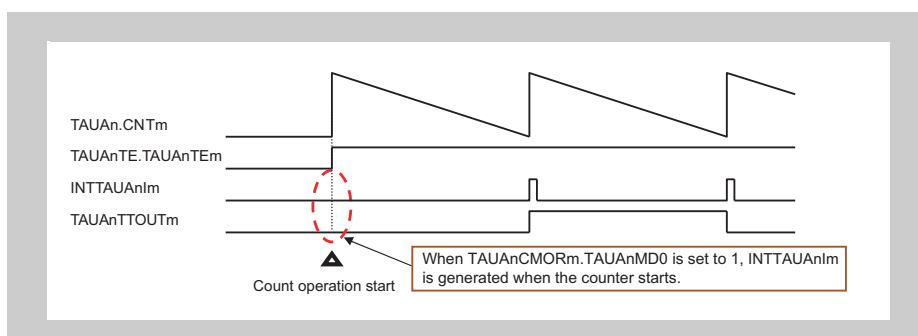 TAUAn.CNTm
TAUAnTE.TAUAnTEm
INTTAUAnIm
TAUAnTTOUTm
When TAUAnCMORm.TAUAnMD0 is set to 1, INTTAUAnIm
is generated when the counter starts.
Count operation start